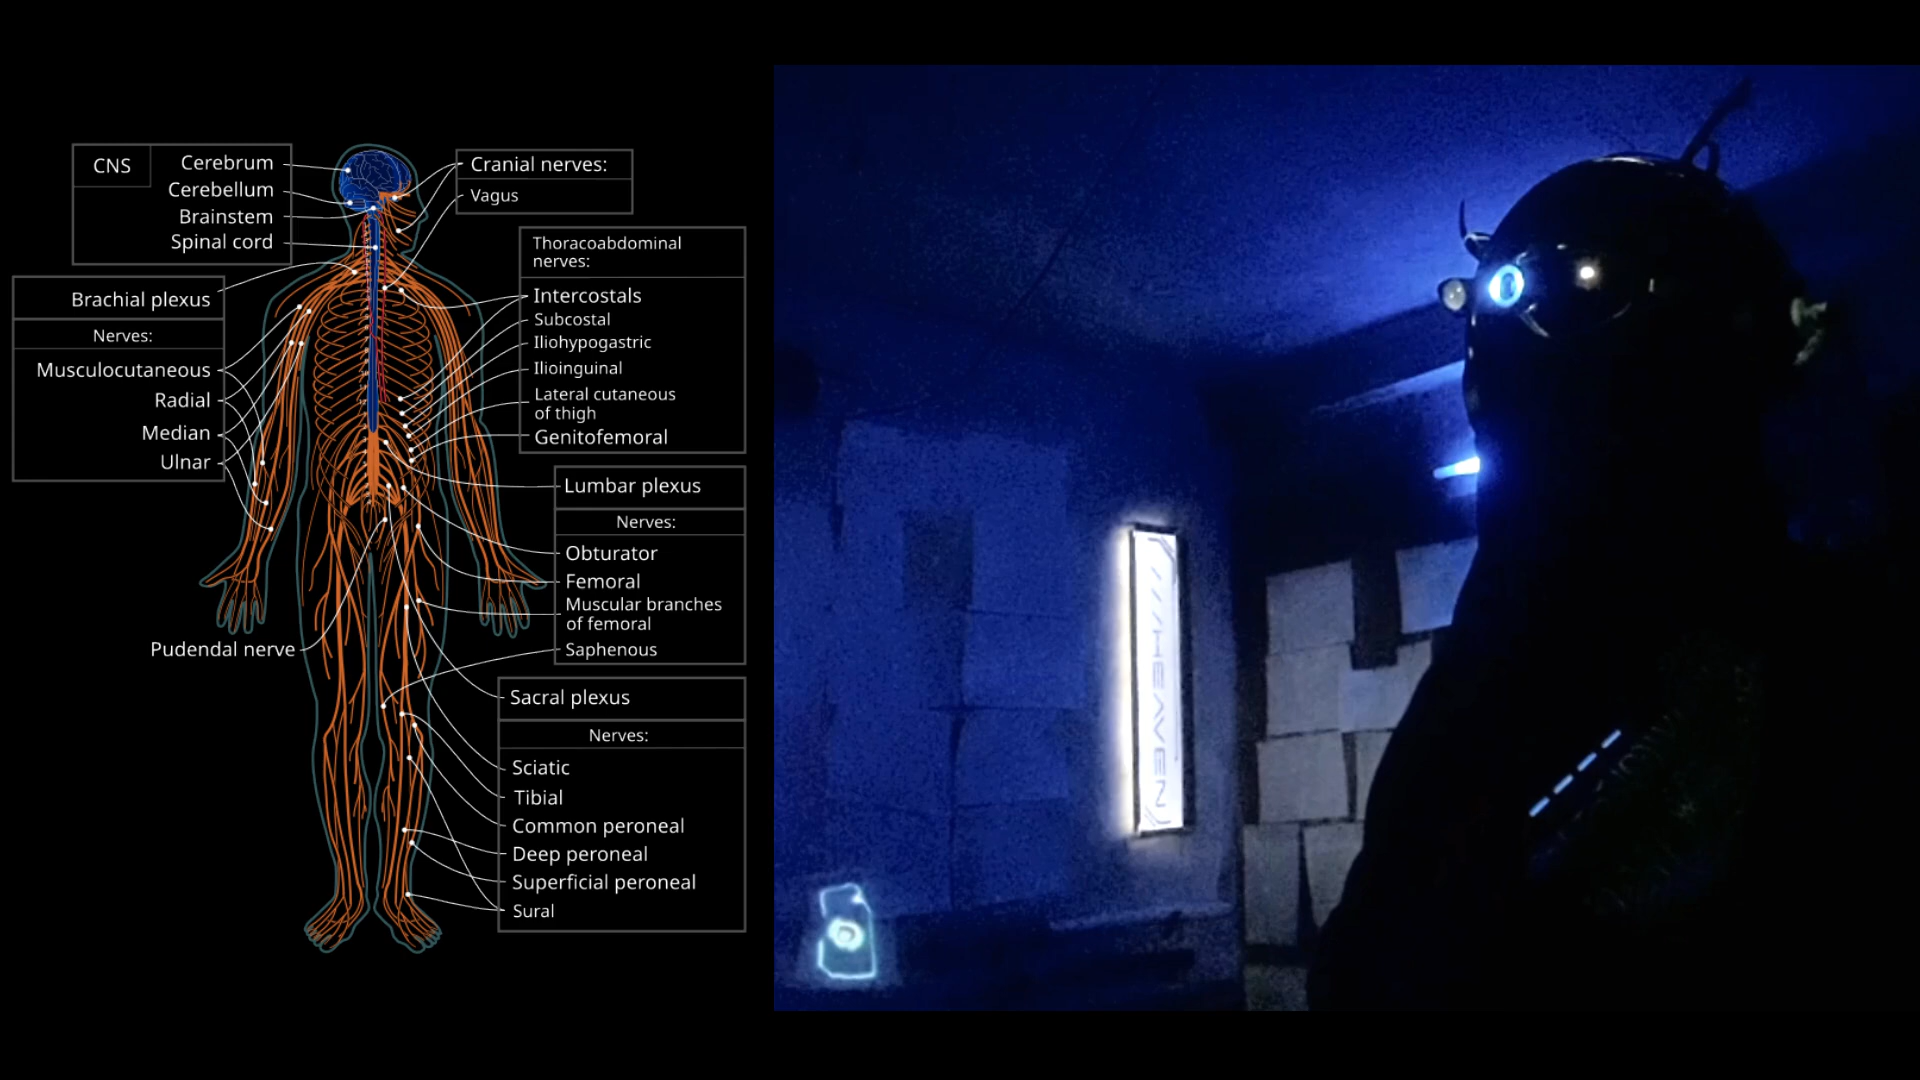 CNS
Cerebrum
Cerebellum
Brainstem
Spinal cord
Brachial plexus
Nerves:
Musculocutaneous
Radial
Median
Ulnar
Pudendal nerve
Cranial nerves:
Vagus
Thoracoabdominal
nerves:
Intercostals
Subcostal
Iliohypogastric
Ilioinguinal
Lateral cutaneous
of thigh
Genitofemoral
Lumbar plexus
Nerves:
Obturator
Femoral
Muscular branches
of femoral
Saphenous
Sacral plexus
Nerves:
Sciatic
Tibial
Common peroneal
Deep peroneal
Superficial peroneal
Sural
HEAVEN